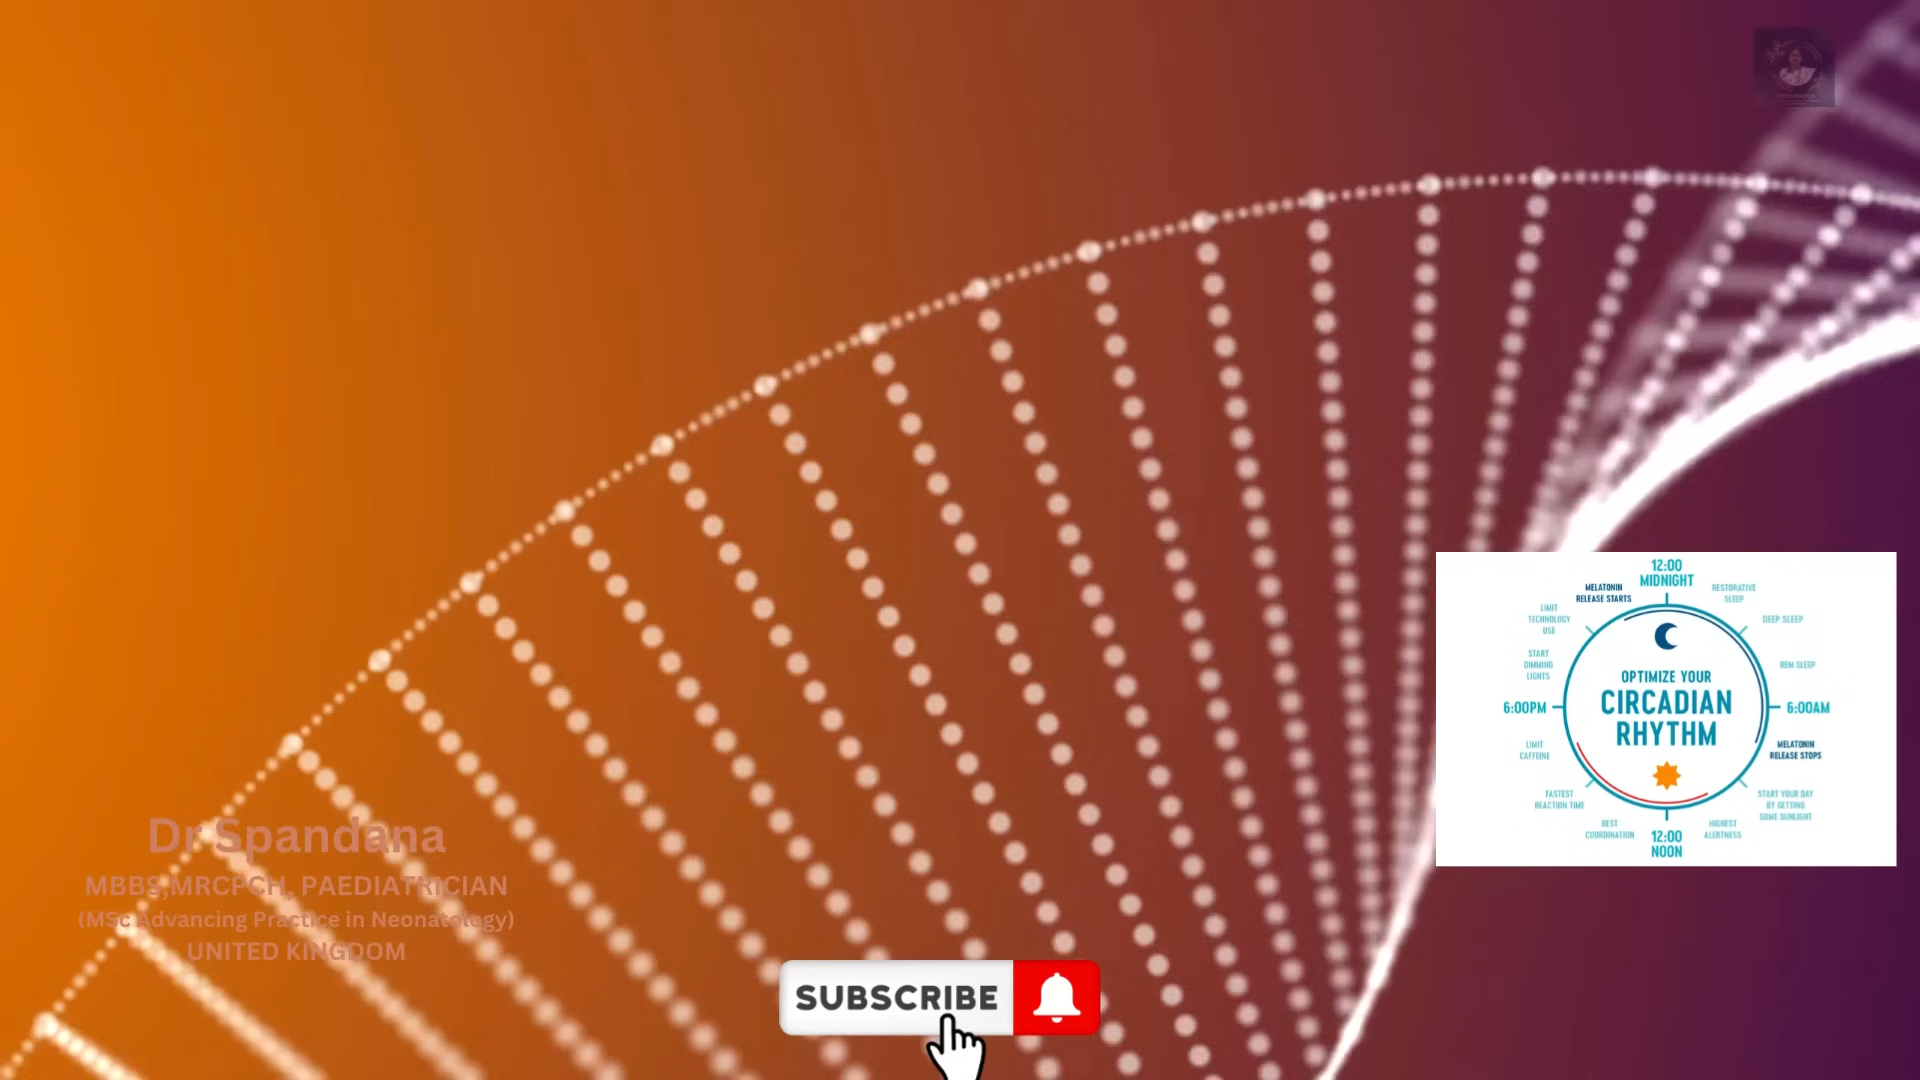 Dr Spandana
MBBS,MRCPCH, PAEDIATRICIAN
(MSc Advancing Practice in Neonatology)
UNITED KINGDOM
SUBSCRIBE
12:00
MIDNIGHT
RESTORATIVE
SLEEP
DEEP SLEEP
REM SLEEP
6:00AM
MELATONIN
RELEASE STOPS
START YOUR DAY
BY GETTING
SOME SUNLIGHT
HIGHEST
ALERTNESS
12:00
NOON
BEST
COORDINATION
FASTEST
REACTION TIME
LIMIT
CAFFEINE
6:00PM
START
DIMMING
LIGHTS
LIMIT
TECHNOLOGY
USE
MELATONIN
RELEASE STARTS
OPTIMIZE YOUR
CIRCADIAN
RHYTHM